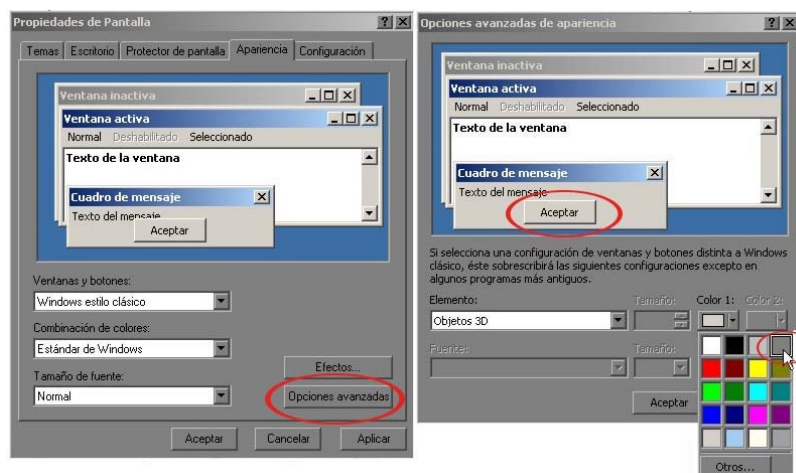 Propiedades de Pantalla
Temas
Escritorio
Protector de pantalla
Apariencia
Configuración
Ventana inactiva
Ventana activa
Normal Deshabilitado Seleccionado
Texto de la ventana
Cuadro de mensaje
Texto del mensaje
Aceptar
Ventanas y botones:
Windows estilo clásico
Combinación de colores:
Estándar de Windows
Tamaño de fuente:
Normal
Efectos...
Opciones avanzadas
Aceptar
Cancelar
Aplicar
Opciones avanzadas de apariencia
Ventana inactiva
Ventana activa
Normal Deshabilitado Seleccionado
Texto de la ventana
Cuadro de mensaje
Texto del mensaje
Aceptar
Si selecciona una configuración de ventanas y botones distinta a Windows
clásico, éste sobrescribirá las siguientes configuraciones excepto en
algunos programas más antiguos.
Elemento:
Tamaño:
Color 1:
Color 2:
Objetos 3D
Fuente:
Tamaño:
Aceptar
Otros...